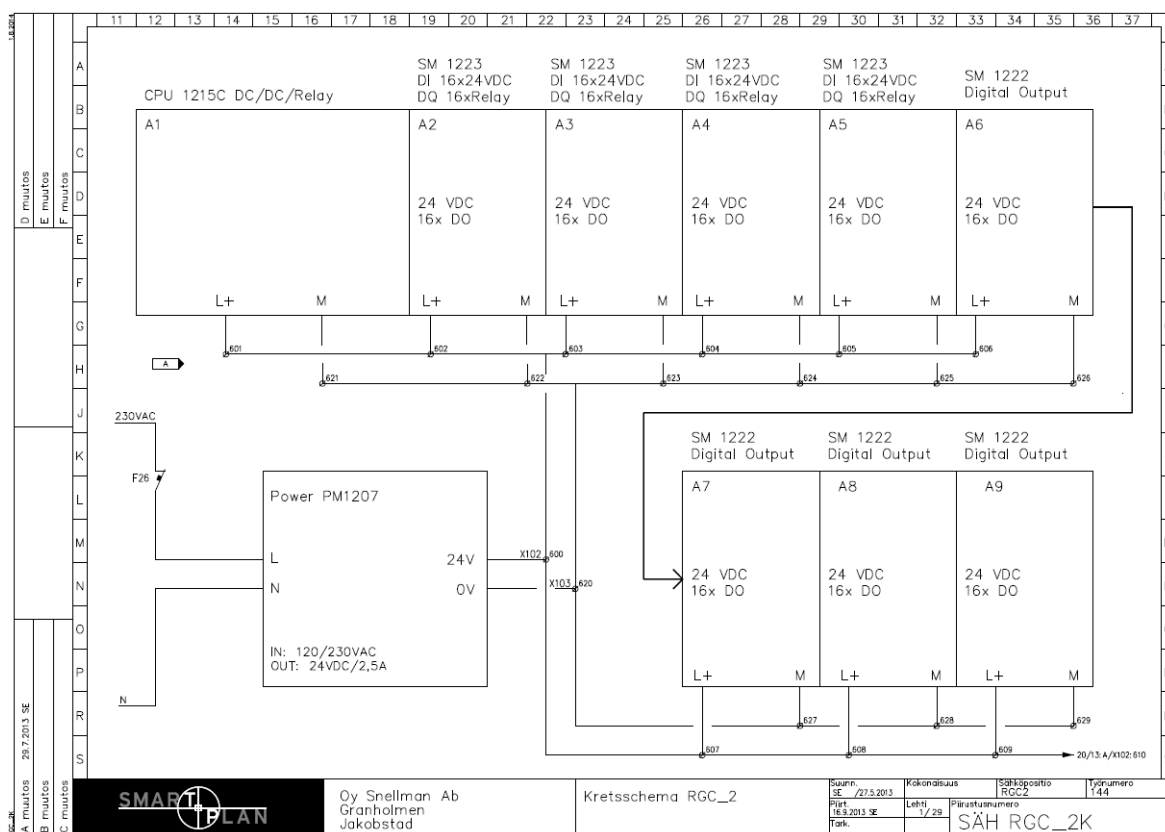 1.8.2014
11 12 13 14 15 16 17 18 19 20 21 22 23 24 25 26 27 28 29 30 31 32 33 34 35 36 37
A
B
C
D
E
F
G
H
J
K
L
M
N
O
P
R
S
D muutos
E muutos
F muutos
A muutos 29.7.2013 SE
B muutos
C muutos
CPU 1215C DC/DC/Relay
SM 1223
DI 16x24VDC
DQ 16xRelay
SM 1223
DI 16x24VDC
DQ 16xRelay
SM 1223
DI 16x24VDC
DQ 16xRelay
SM 1223
DI 16x24VDC
DQ 16xRelay
SM 1222
Digital Output
A1 A2 A3 A4 A5 A6
24 VDC 24 VDC 24 VDC 24 VDC 24 VDC
16x DO 16x DO 16x DO 16x DO 16x DO
L+ M L+ M L+ M L+ M L+ M L+ M
601 602 603 604 605 606
A
621 622 623 624 625 626
230VAC
F26
Power PM1207
L 24V X102 600
N 0V X103 620
IN: 120/230VAC
OUT: 24VDC/2,5A
N
SM 1222 SM 1222 SM 1222
Digital Output Digital Output Digital Output
A7 A8 A9
24 VDC 24 VDC 24 VDC
16x DO 16x DO 16x DO
L+ M L+ M L+ M
627 628 629
607 608 609 20/13:A/X102:610
SMART PLAN
Oy Snellman Ab
Granholmen
Jakobstad
Kretsschema RGC_2
Suunn.
SE /27.5.2013
Piirt.
16.9.2013 SE
Tark.
Kokonaisuus
Lehti
1/29
Sähköpositio
RGC2
Työnumero
144
Piirustusnumero
SÄH RGC_2K